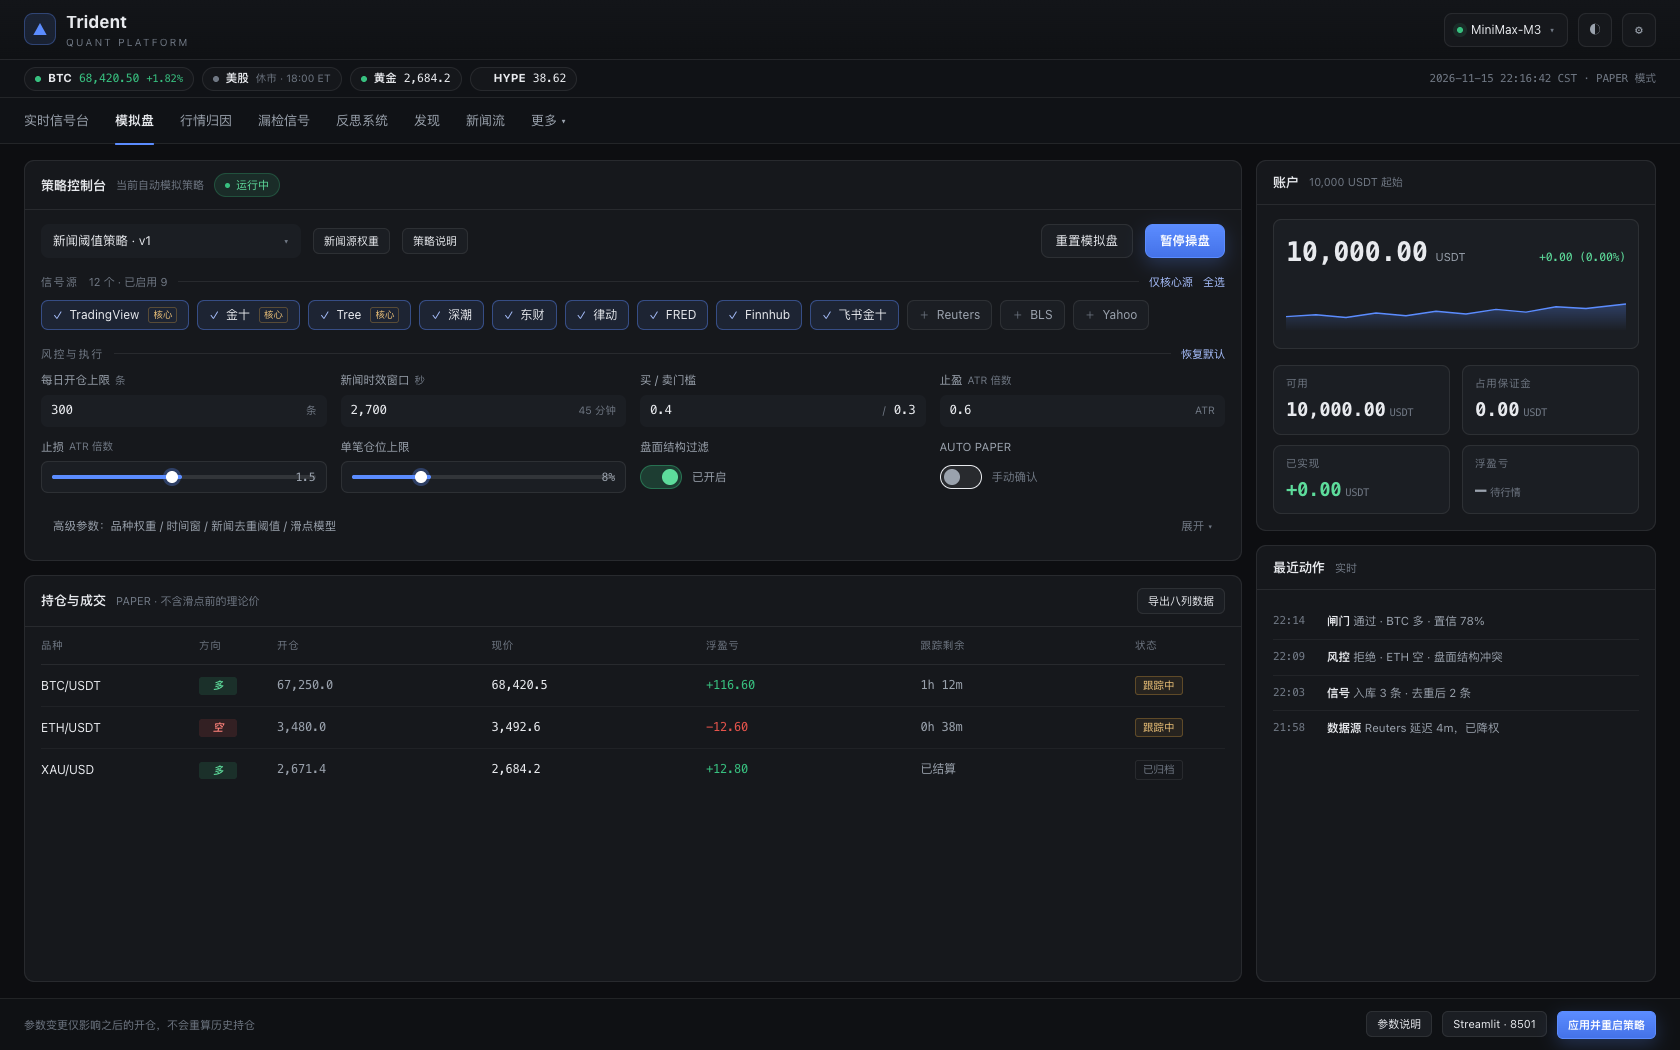 Trident
QUANT PLATFORM
MiniMax-M3
BTC 68,420.50 +1.82%
美股 休市 · 18:00 ET
黄金 2,684.2
HYPE 38.62
2026-11-15 22:16:42 CST · PAPER 模式
实时信号台 模拟盘 行情归因 漏检信号 反思系统 发现 新闻流 更多
策略控制台 当前自动模拟策略 运行中
新闻阈值策略 · v1 新闻源权重 策略说明 重置模拟盘 暂停操盘
信号源 12 个 · 已启用 9 仅核心源 全选
✓ TradingView 核心 ✓ 金十 核心 ✓ Tree 核心 ✓ 深潮 ✓ 东财 ✓ 律动 ✓ FRED ✓ Finnhub ✓ 飞书金十 + Reuters + BLS + Yahoo
风控与执行 恢复默认
每日开仓上限 条 新闻时效窗口 秒 买 / 卖门槛 止盈 ATR 倍数
300 条 2,700 45 分钟 0.4 / 0.3 0.6 ATR
止损 ATR 倍数 单笔仓位上限 盘面结构过滤 AUTO PAPER
1.5 8% 已开启 手动确认
高级参数：品种权重 / 时间窗 / 新闻去重阈值 / 滑点模型 展开
持仓与成交 PAPER · 不含滑点前的理论价 导出八列数据
品种 方向 开仓 现价 浮盈亏 跟踪剩余 状态
BTC/USDT 多 67,250.0 68,420.5 +116.60 1h 12m 跟踪中
ETH/USDT 空 3,480.0 3,492.6 −12.60 0h 38m 跟踪中
XAU/USD 多 2,671.4 2,684.2 +12.80 已结算 已归档
账户 10,000 USDT 起始
10,000.00 USDT +0.00 (0.00%)
可用 占用保证金
10,000.00 USDT 0.00 USDT
已实现 浮盈亏
+0.00 USDT — 待行情
最近动作 实时
22:14 闸门 通过 · BTC 多 · 置信 78%
22:09 风控 拒绝 · ETH 空 · 盘面结构冲突
22:03 信号 入库 3 条 · 去重后 2 条
21:58 数据源 Reuters 延迟 4m，已降权
参数变更仅影响之后的开仓，不会重算历史持仓
参数说明 Streamlit · 8501 应用并重启策略